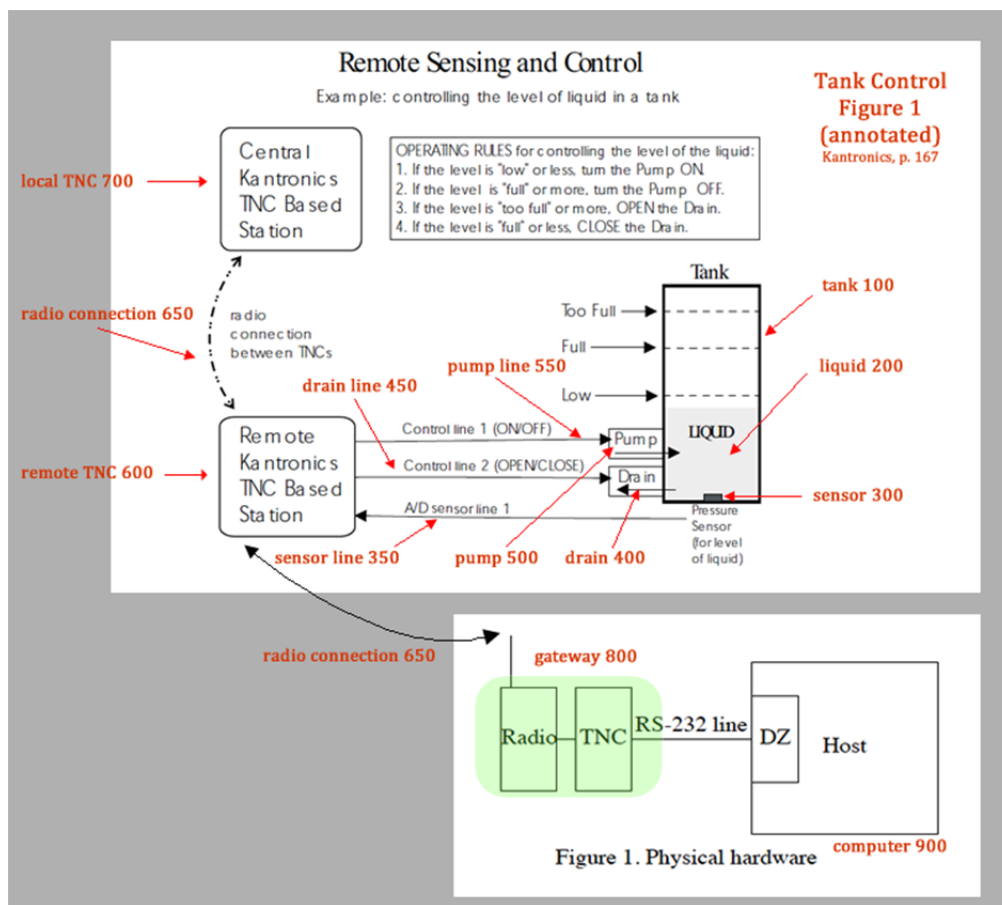 Remote Sensing and Control
Example: controlling the level of liquid in a tank
Tank Control
Figure 1
(annotated)
Kantronics, p. 167
local TNC 700
Central
Kantronics
TNC Based
Station
OPERATING RULES for controlling the level of the liquid:
1. If the level is "low" or less, turn the Pump ON.
2. If the level is "full" or more, turn the Pump OFF.
3. If the level is "too full" or more, OPEN the Drain.
4. If the level is "full" or less, CLOSE the Drain.
radio connection 650
radio
connection
between TNCs
Tank
tank 100
Too Full
Full
Low
liquid 200
pump line 550
drain line 450
remote TNC 600
Remote
Kantronics
TNC Based
Station
Control line 1 (ON/OFF)
Pump
LIQUID
Control line 2 (OPEN/CLOSE)
Drain
sensor 300
A/D sensor line 1
Pressure
Sensor
(for level
of liquid)
sensor line 350
pump 500
drain 400
radio connection 650
gateway 800
Radio
TNC
RS-232 line
DZ
Host
computer 900
Figure 1. Physical hardware